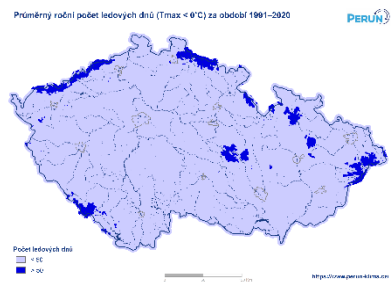 Průměrný roční počet ledových dnů (Tmax < 0°C) za období 1991–2020
PERUN
Počet ledových dnů
< 50
> 50
https://www.perun-klima.cz